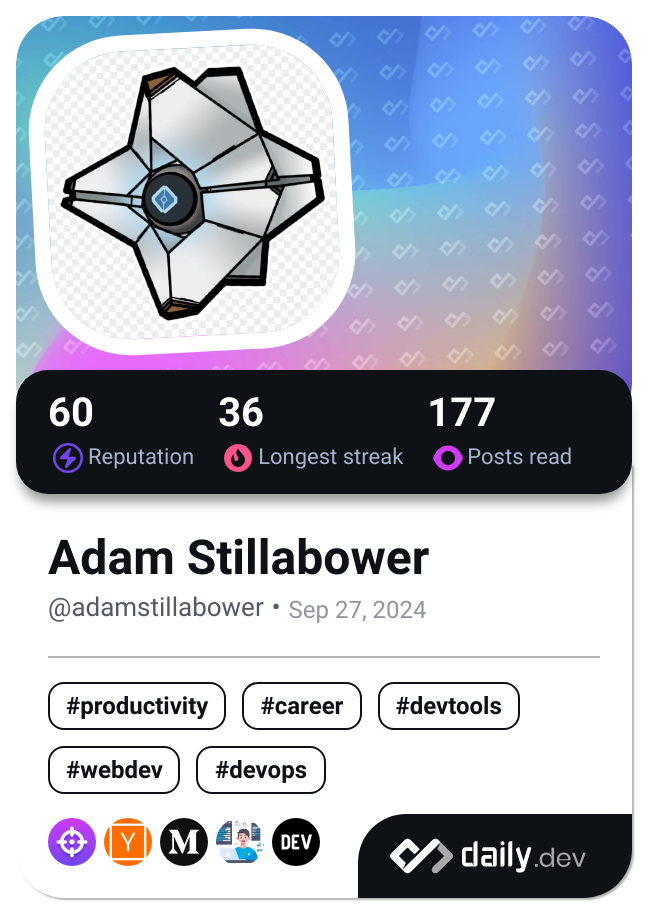 60 36 177
Reputation Longest streak Posts read
Adam Stillabower
@adamstillabower • Sep 27, 2024
#productivity #career #devtools
#webdev #devops
Y M DEV
daily.dev